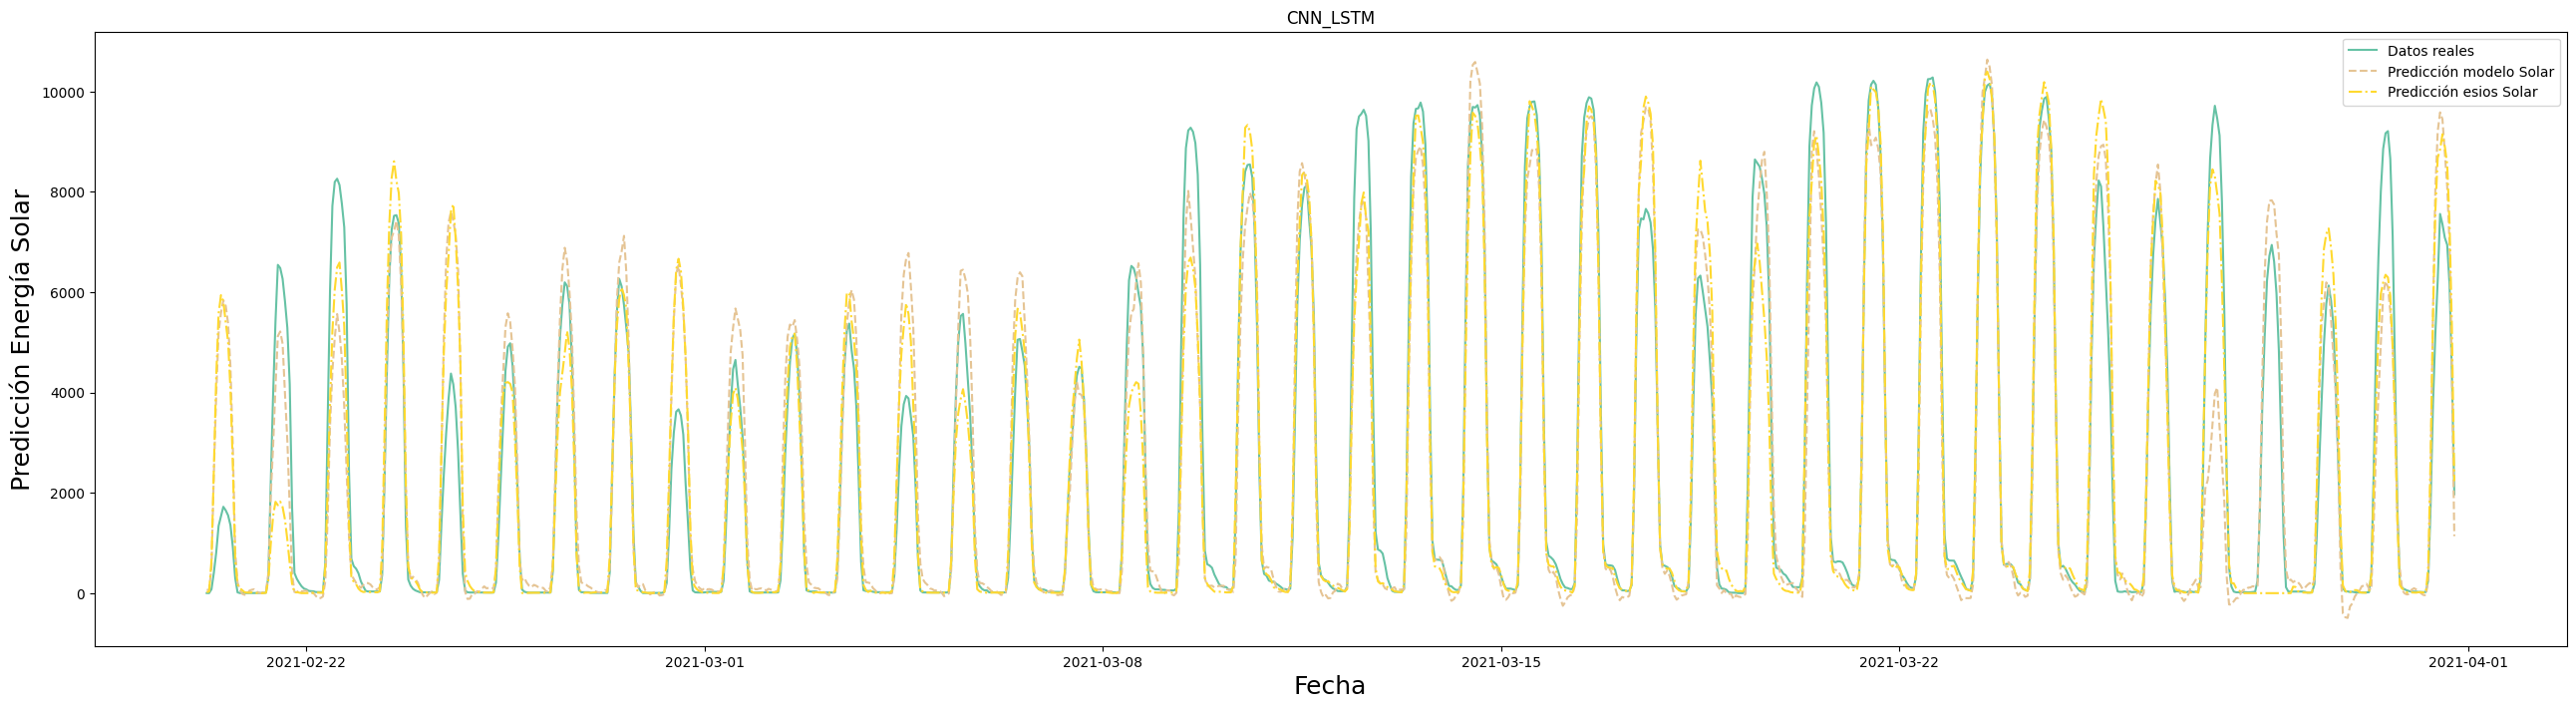 CNN_LSTM
Datos reales
Predicción modelo Solar
Predicción esios Solar
Predicción Energía Solar
10000
8000
6000
4000
2000
0
2021-02-22
2021-03-01
2021-03-08
2021-03-15
2021-03-22
2021-04-01
Fecha